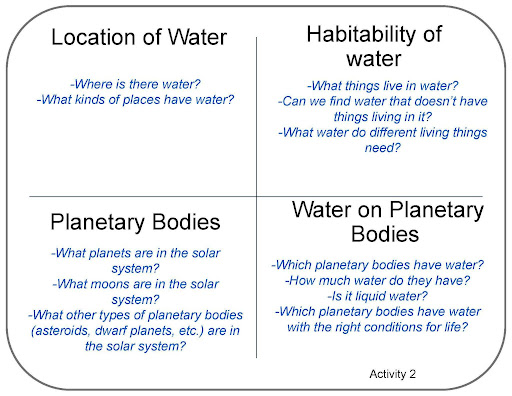 Location of Water
-Where is there water?
-What kinds of places have water?
Habitability of
water
-What things live in water?
-Can we find water that doesn't have
things living in it?
-What water do different living things
need?
Planetary Bodies
-What planets are in the solar
system?
-What moons are in the solar
system?
-What other types of planetary bodies
(asteroids, dwarf planets, etc.) are in
the solar system?
Water on Planetary
Bodies
-Which planetary bodies have water?
-How much water do they have?
-Is it liquid water?
-Which planetary bodies have water
with the right conditions for life?
Activity 2